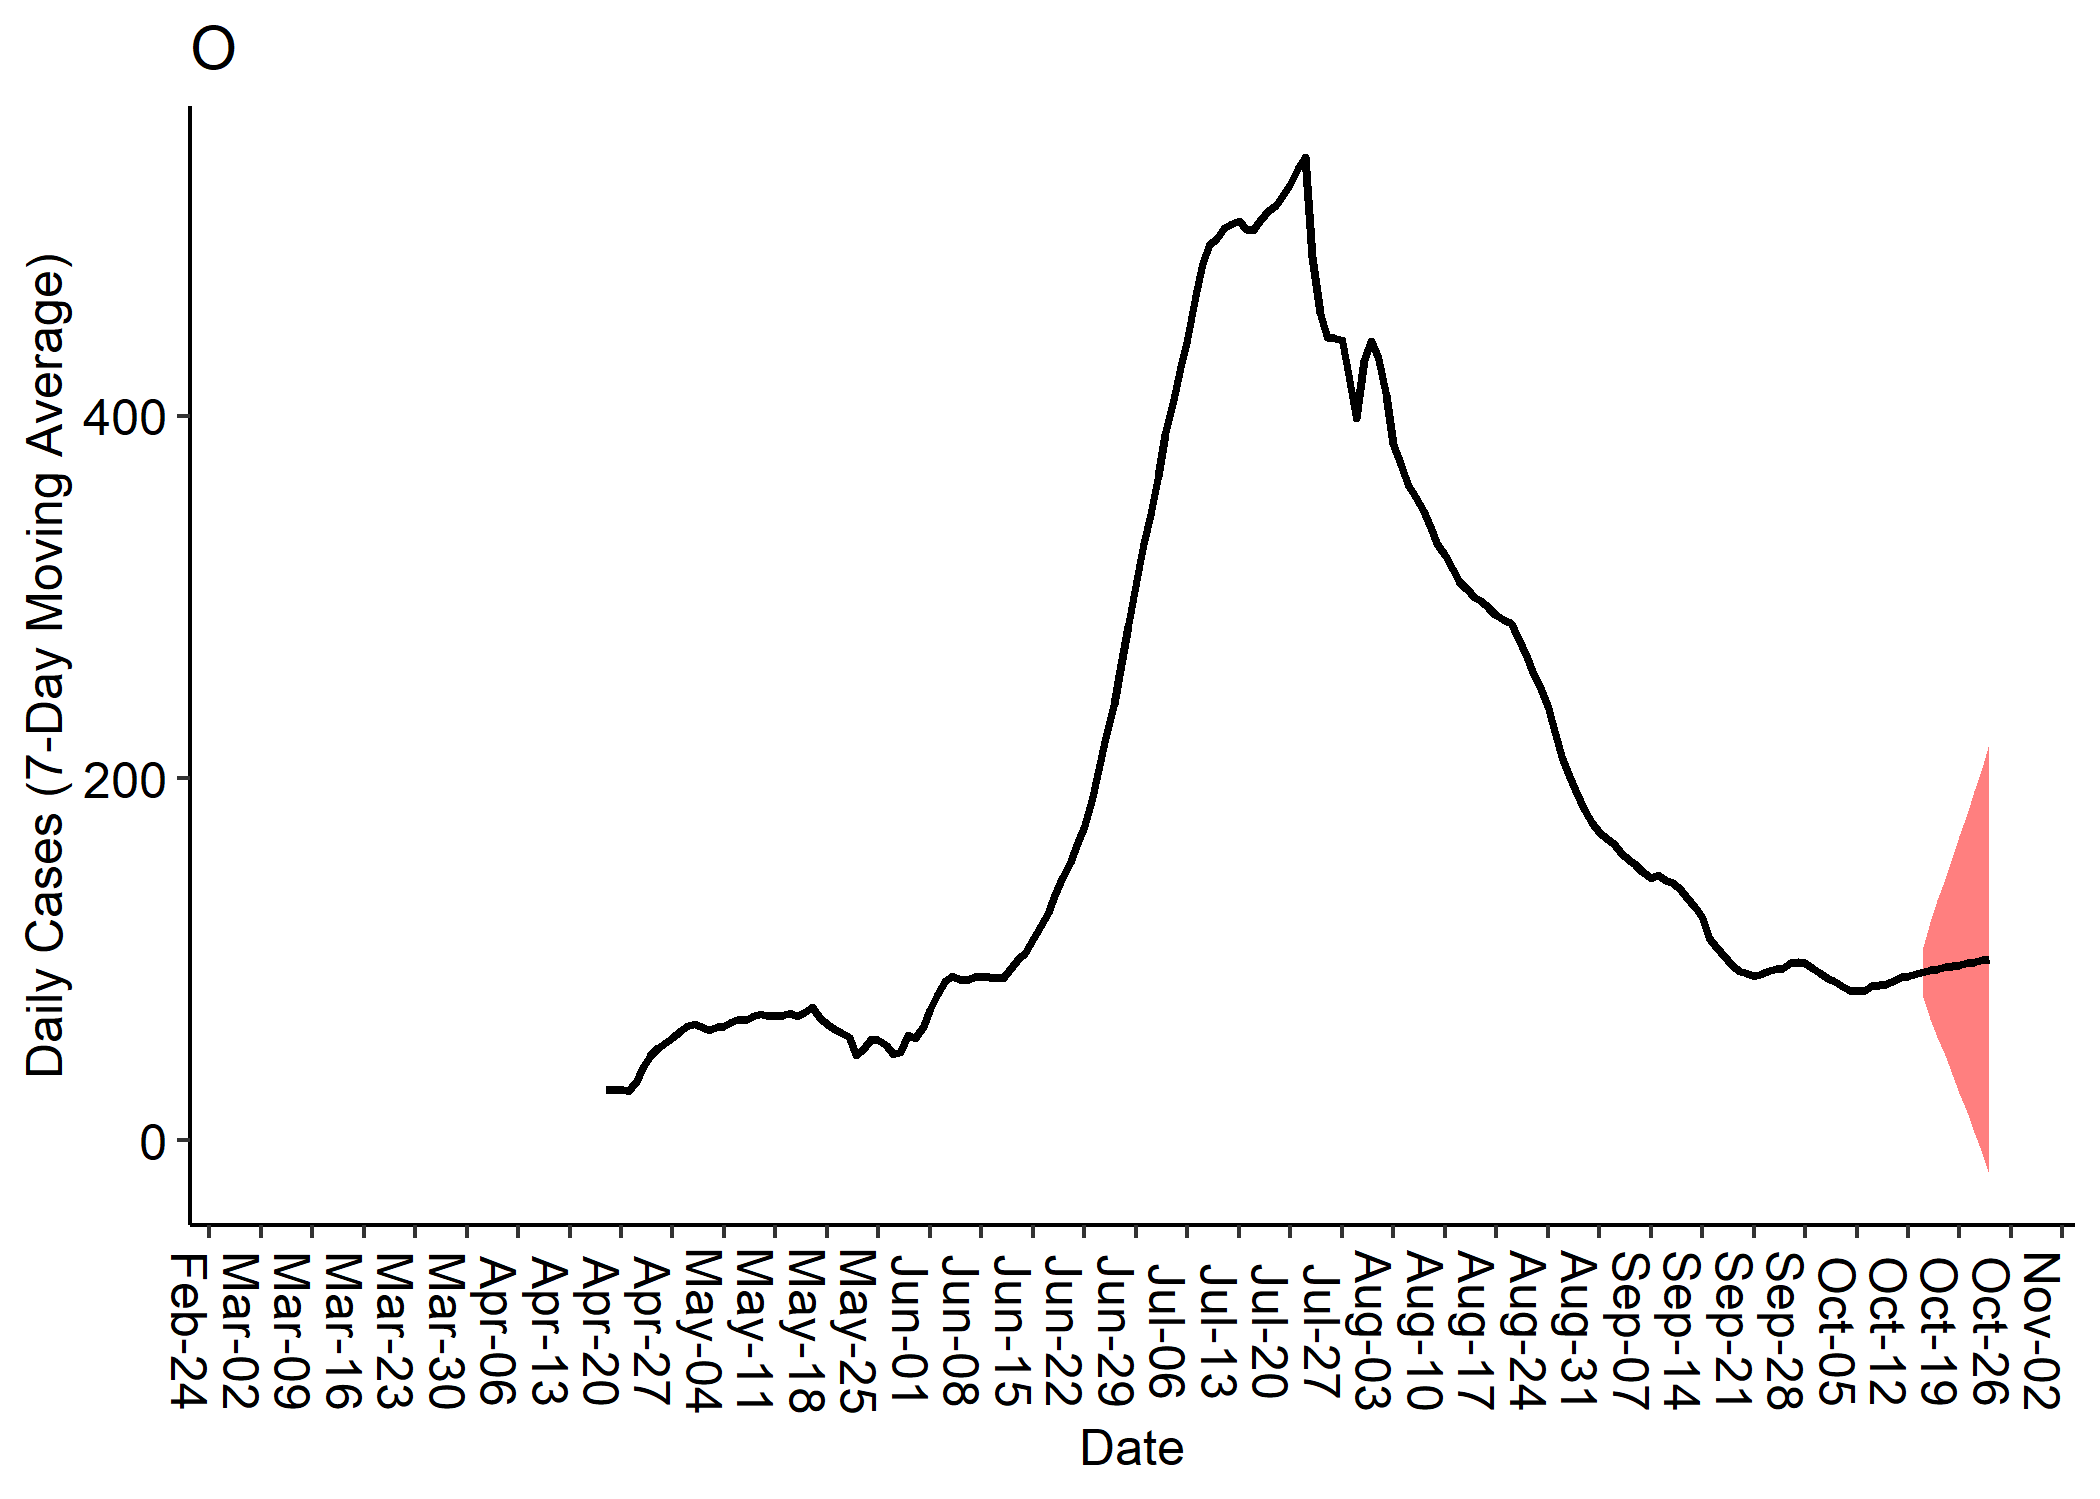 O
Daily Cases (7-Day Moving Average)
400
200
0
Feb-24
Mar-02
Mar-09
Mar-16
Mar-23
Mar-30
Apr-06
Apr-13
Apr-20
Apr-27
May-04
May-11
May-18
May-25
Jun-01
Jun-08
Jun-15
Jun-22
Jun-29
Jul-06
Jul-13
Jul-20
Jul-27
Aug-03
Aug-10
Aug-17
Aug-24
Aug-31
Sep-07
Sep-14
Sep-21
Sep-28
Oct-05
Oct-12
Oct-19
Oct-26
Nov-02
Date